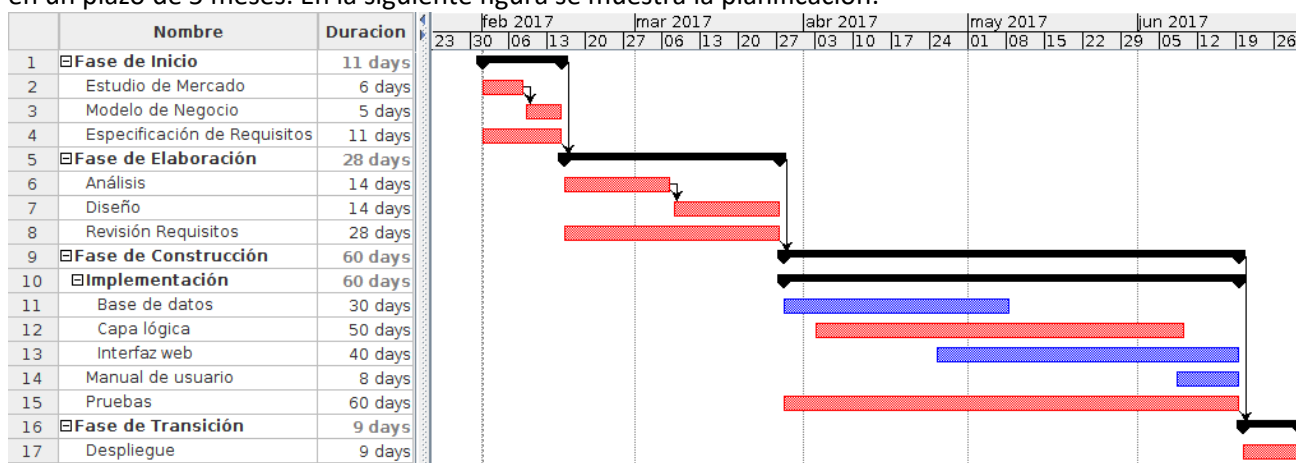 en un plazo de 5 meses. En la siguiente figura se muestra la planificación:
Nombre Duracion
feb 2017 mar 2017 abr 2017 may 2017 jun 2017
23 30 06 13 20 27 06 13 20 27 03 10 17 24 01 08 15 22 29 05 12 19 26
1 Fase de Inicio 11 days
2 Estudio de Mercado 6 days
3 Modelo de Negocio 5 days
4 Especificación de Requisitos 11 days
5 Fase de Elaboración 28 days
6 Análisis 14 days
7 Diseño 14 days
8 Revisión Requisitos 28 days
9 Fase de Construcción 60 days
10 Implementación 60 days
11 Base de datos 30 days
12 Capa lógica 50 days
13 Interfaz web 40 days
14 Manual de usuario 8 days
15 Pruebas 60 days
16 Fase de Transición 9 days
17 Despliegue 9 days